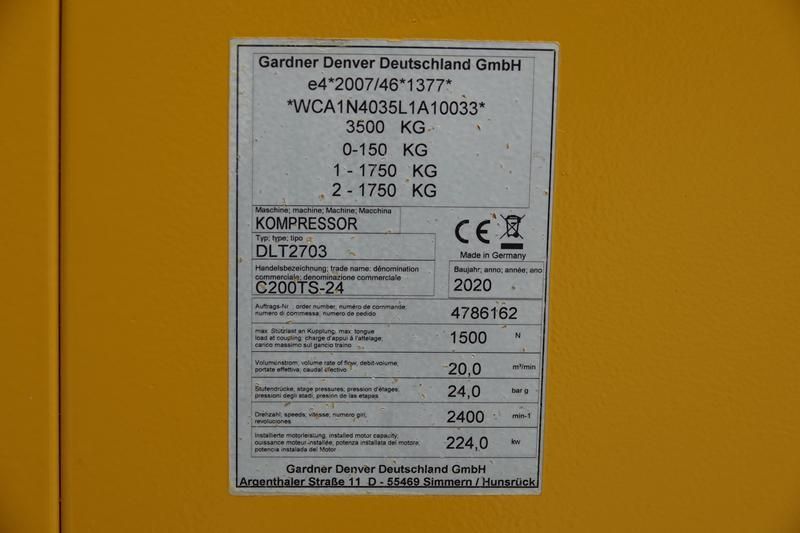 Gardner Denver Deutschland GmbH
e4*2007/46*1377*
*WCA1N4035L1A10033*
3500 KG
0-150 KG
1 - 1750 KG
2 - 1750 KG
Maschine; machine; Machine; Macchina
KOMPRESSOR
CE
Made in Germany
Typ; type; tipo
DLT2703
Handelsbezeichnung; trade name; dénomination
commerciale; denominazione commerciale
C200TS-24
Baujahr; anno; année; ano
2020
Auftrags-Nr.; order number; numéro de commande;
numero di commessa; numero de pedido
4786162
max. Stützlast an Kupplung, max. tongue
load at coupling; charge d'appui à l'attelage;
carico massimo sul gancio traino
1500 N
Volumenstrom; volume rate of flow; debit-volume;
portate effettiva; caudal efectivo
20,0 m³/min
Stufendrücke; stage pressures; pression d'étages;
pressioni degli stadi; presion de las etapas
24,0 bar g
Drehzahl; speeds; vitesse; numero giri;
revoluciones
2400 min-1
Installierte motorleistung; installed motor capacity;
ouissance moteur installée; potenza installata del motore;
potencia instalada del Motor
224,0 kw
Gardner Denver Deutschland GmbH
Argenthaler Straße 11 D - 55469 Simmern / Hunsrück